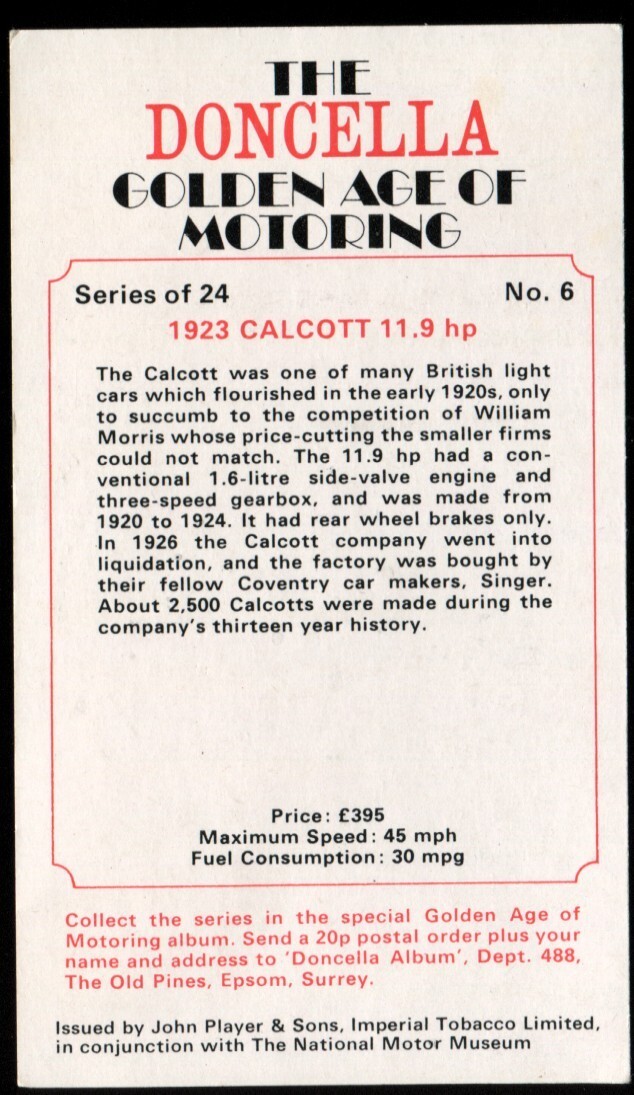 THE
DONCELLA
GOLDEN AGE OF
MOTORING
Series of 24 No. 6
1923 CALCOTT 11.9 hp
The Calcott was one of many British light
cars which flourished in the early 1920s, only
to succumb to the competition of William
Morris whose price-cutting the smaller firms
could not match. The 11.9 hp had a con-
ventional 1.6-litre side-valve engine and
three-speed gearbox, and was made from
1920 to 1924. It had rear wheel brakes only.
In 1926 the Calcott company went into
liquidation, and the factory was bought by
their fellow Coventry car makers, Singer.
About 2,500 Calcotts were made during the
company's thirteen year history.
Price: £395
Maximum Speed: 45 mph
Fuel Consumption: 30 mpg
Collect the series in the special Golden Age of
Motoring album. Send a 20p postal order plus your
name and address to 'Doncella Album', Dept. 488,
The Old Pines, Epsom, Surrey.
Issued by John Player & Sons, Imperial Tobacco Limited,
in conjunction with The National Motor Museum